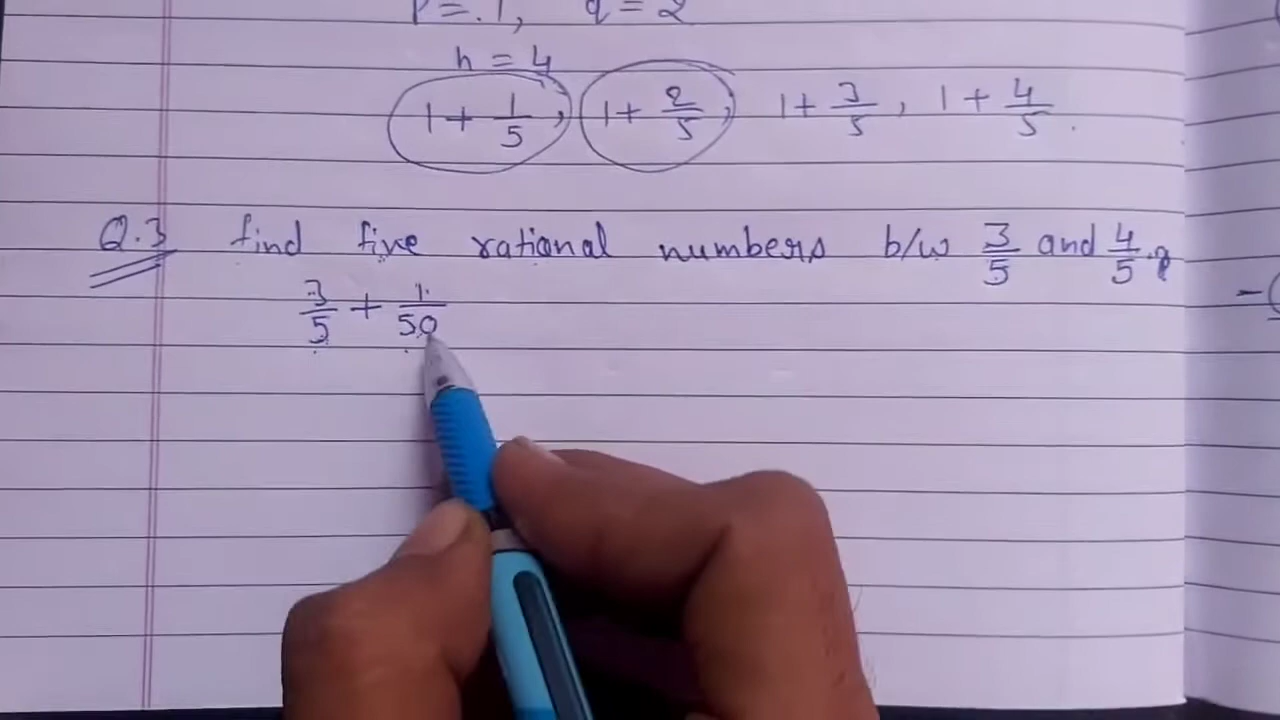 P = 1, q = 2
n = 4
1 + 1/5, 1 + 2/5, 1 + 3/5, 1 + 4/5.
Q.3 find five rational numbers b/w 3/5 and 4/5.?
3/5 + 1/50